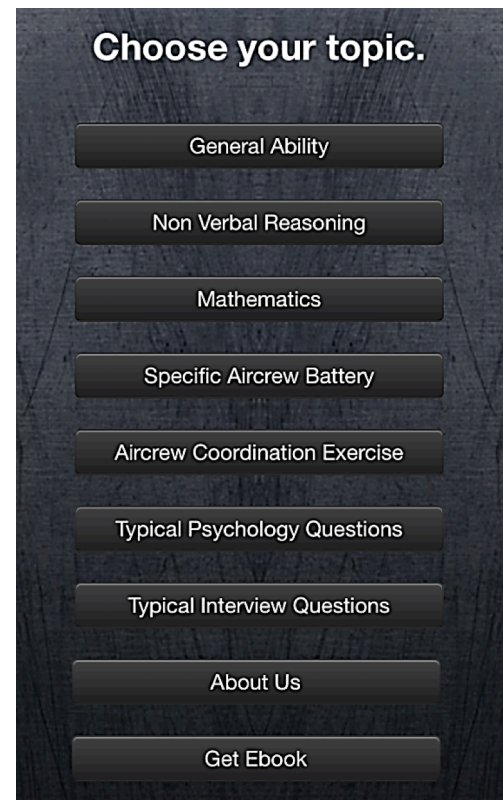 Choose your topic.
General Ability
Non Verbal Reasoning
Mathematics
Specific Aircrew Battery
Aircrew Coordination Exercise
Typical Psychology Questions
Typical Interview Questions
About Us
Get Ebook